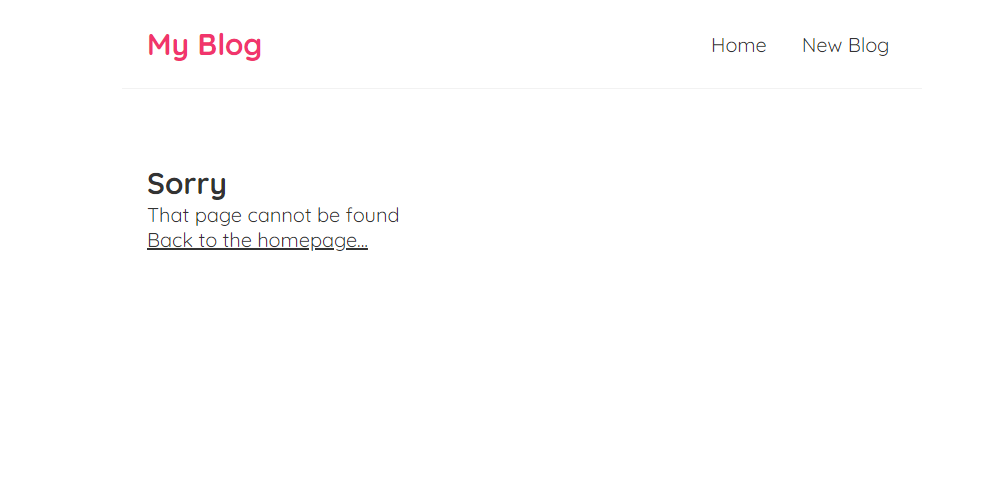 My Blog
Home
New Blog
Sorry
That page cannot be found
Back to the homepage...